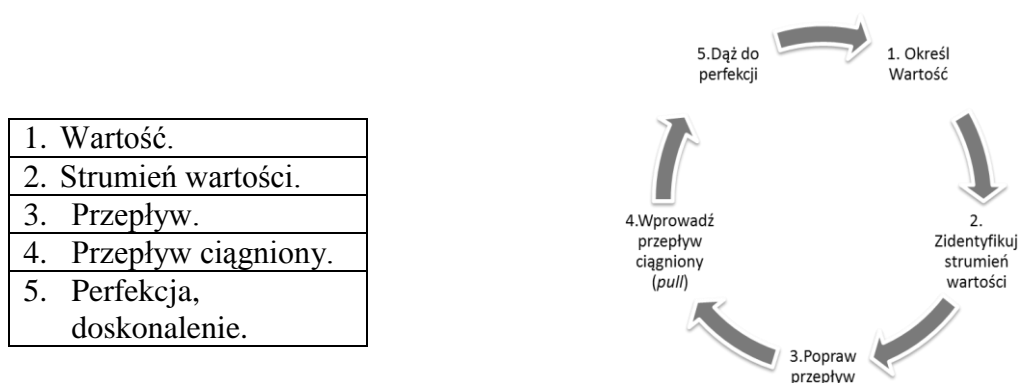 1. Wartość.
2. Strumień wartości.
3. Przepływ.
4. Przepływ ciągniony.
5. Perfekcja,
doskonalenie.
1. Określ
Wartość
2.
Zidentyfikuj
strumień
wartości
3.Popraw
przepływ
4.Wprowadź
przepływ
ciągniony
(pull)
5.Dąż do
perfekcji